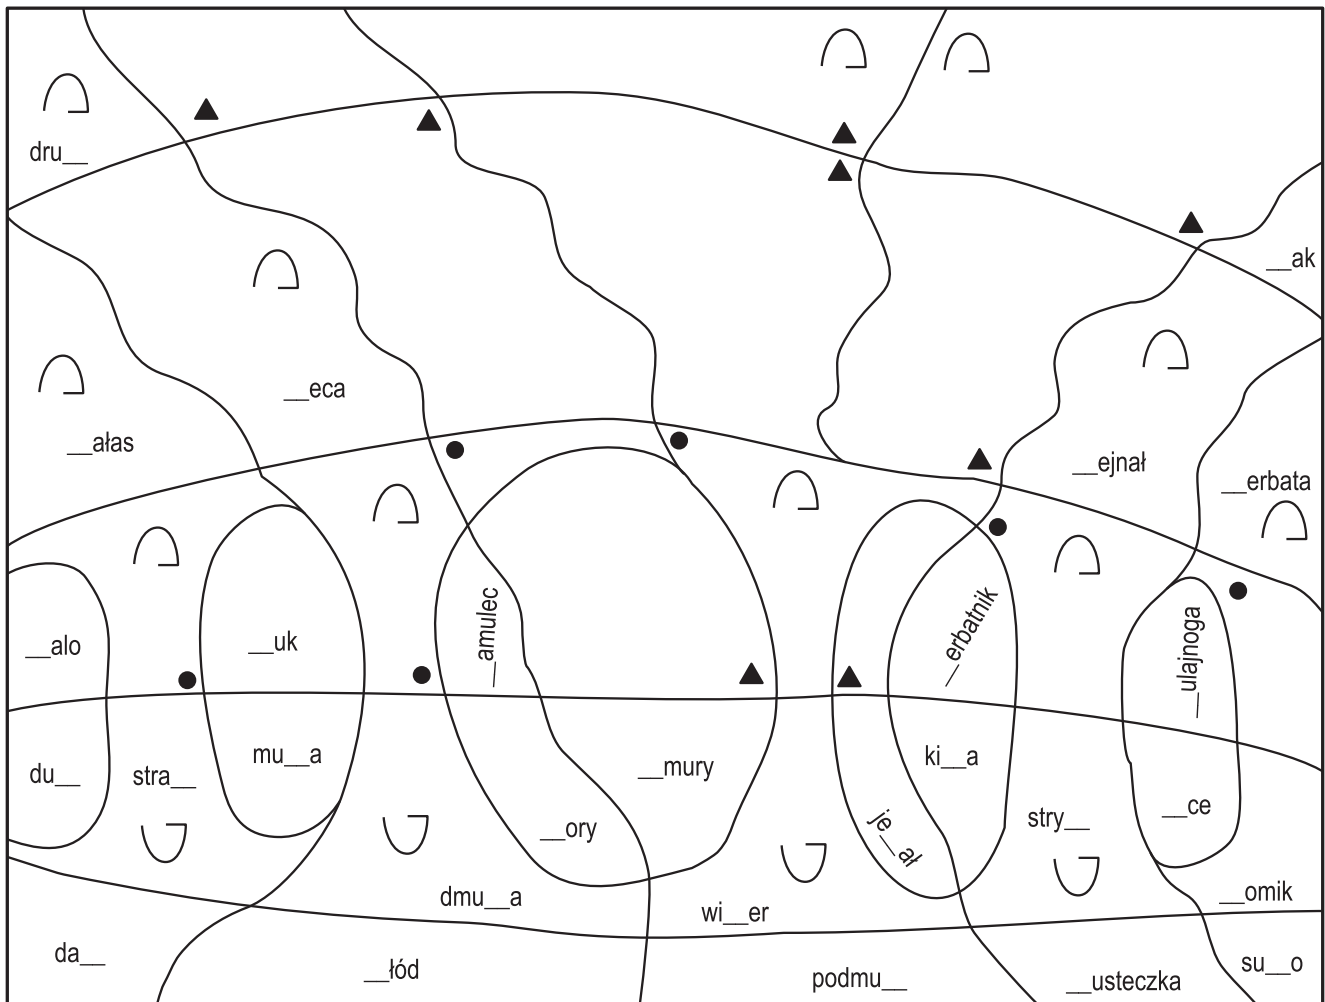 dru__
__ak
__eca
__ałas
__ejnał
__erbata
__amulec
__erbatnik
__ulajnoga
__alo
__uk
mu__a
ki__a
__mury
du__
stra__
__ce
stry__
__ory
je__ał
dmu__a
wi__er
__omik
da__
__łód
podmu__
__usteczka
su__o